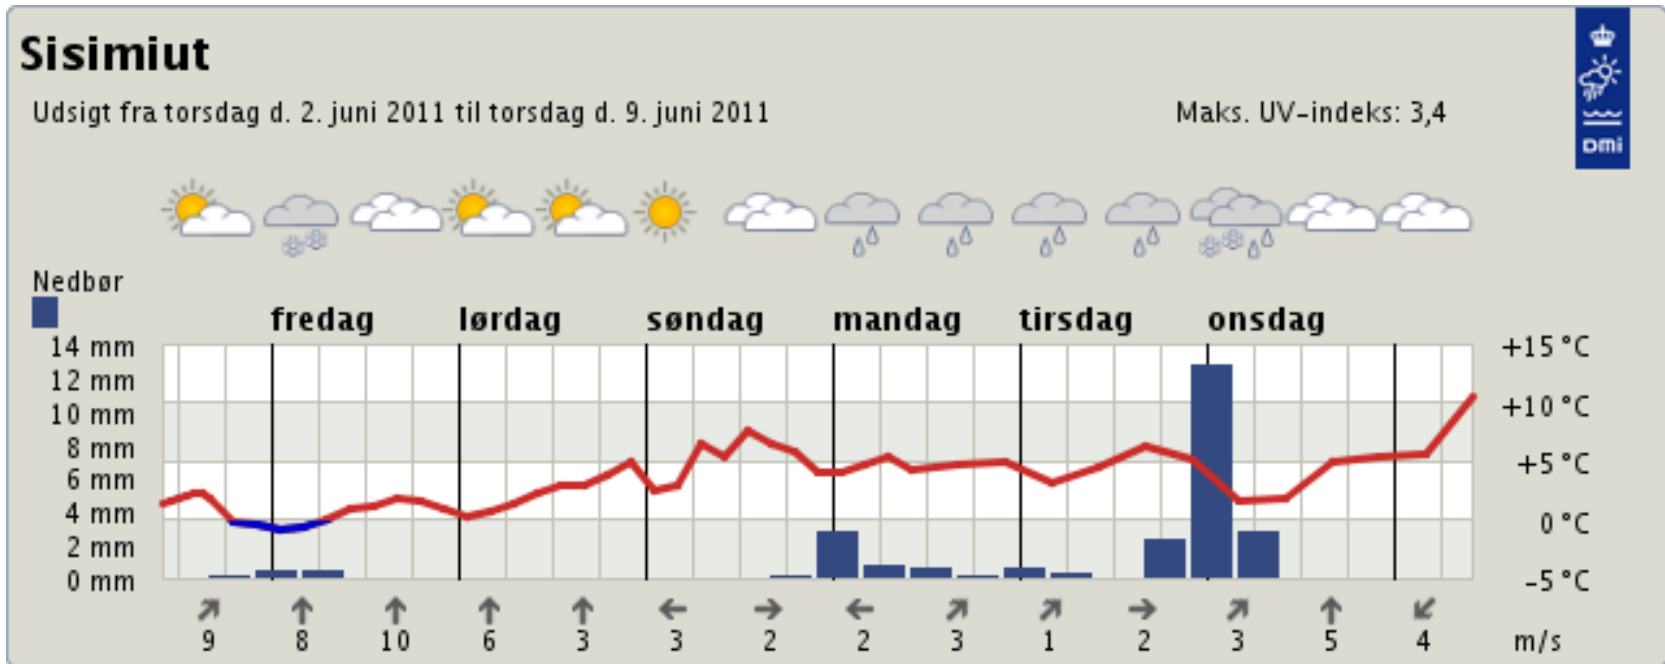 Sisimiut
Udsigt fra torsdag d. 2. juni 2011 til torsdag d. 9. juni 2011 Maks. UV-indeks: 3,4
DMI
Nedbør
fredag lørdag søndag mandag tirsdag onsdag
14 mm +15 °C
12 mm
10 mm +10 °C
8 mm
6 mm +5 °C
4 mm 0 °C
2 mm
0 mm -5 °C
9 8 10 6 3 3 2 2 3 1 2 3 5 4 m/s